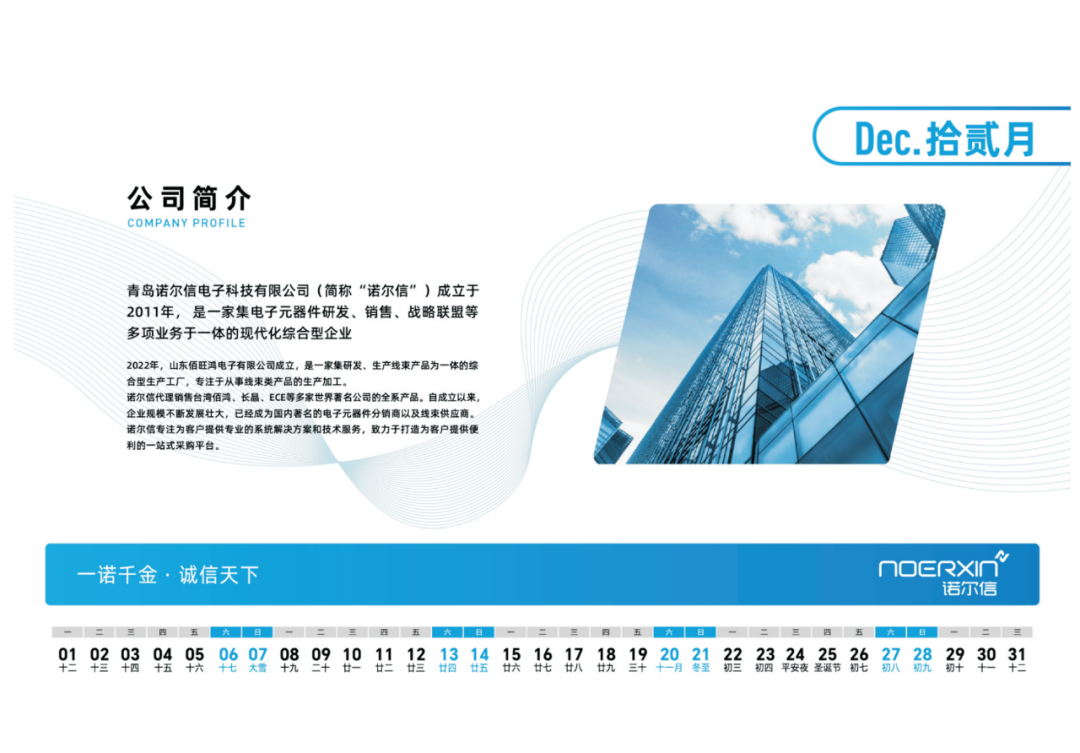 Dec.拾贰月
公司简介
COMPANY PROFILE
青岛诺尔信电子科技有限公司（简称“诺尔信”）成立于
2011年， 是一家集电子元器件研发、销售、战略联盟等
多项业务于一体的现代化综合型企业
2022年，山东佰旺鸿电子有限公司成立，是一家集研发、生产线束产品为一体的综
合型生产工厂，专注于从事线束类产品的生产加工。
诺尔信代理销售台湾佰鸿、长晶、ECE等多家世界著名公司的全系产品。自成立以来，
企业规模不断发展壮大，已经成为国内著名的电子元器件分销商以及线束供应商。
诺尔信专注为客户提供专业的系统解决方案和技术服务，致力于打造为客户提供便
利的一站式采购平台。
一诺千金 · 诚信天下
NOERXIN
诺尔信
一 二 三 四 五 六 日 一 二 三 四 五 六 日 一 二 三 四 五 六 日 一 二 三 四 五 六 日 一 二 三
01 02 03 04 05 06 07 08 09 10 11 12 13 14 15 16 17 18 19 20 21 22 23 24 25 26 27 28 29 30 31
十二 十三 十四 十五 十六 十七 大雪 十九 二十 廿一 廿二 廿三 廿四 廿五 廿六 廿七 廿八 廿九 三十 十一月 冬至 初三 初四 平安夜 圣诞节 初七 初八 初九 初十 十一 十二